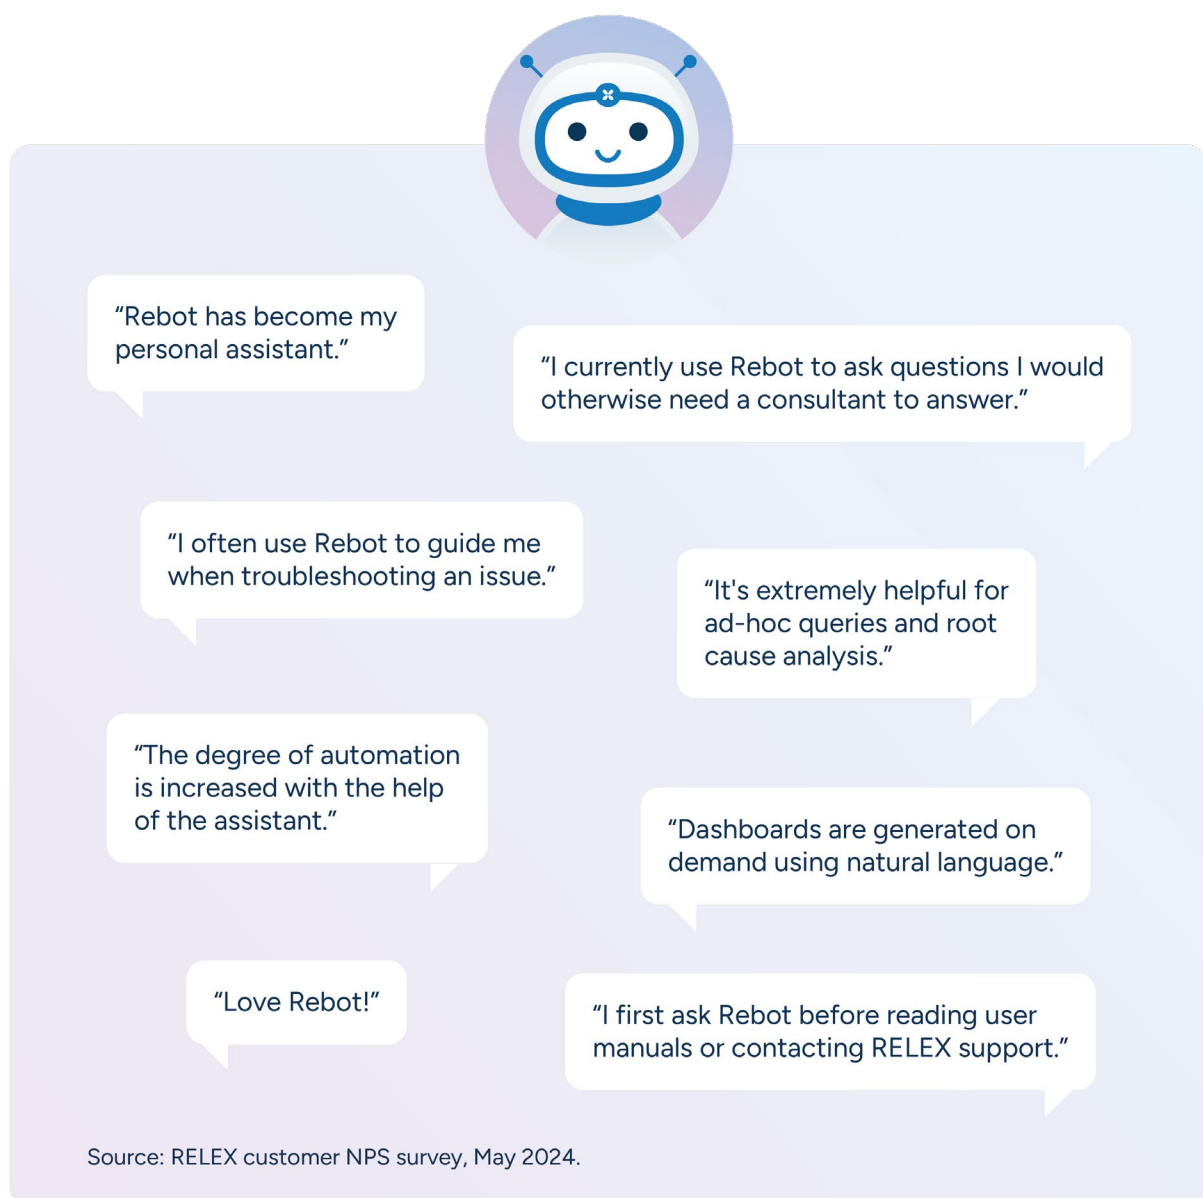 “Rebot has become my
personal assistant.”
“I currently use Rebot to ask questions I would
otherwise need a consultant to answer.”
“I often use Rebot to guide me
when troubleshooting an issue.”
“It's extremely helpful for
ad-hoc queries and root
cause analysis.”
“The degree of automation
is increased with the help
of the assistant.”
“Dashboards are generated on
demand using natural language.”
“Love Rebot!”
“I first ask Rebot before reading user
manuals or contacting RELEX support.”
Source: RELEX customer NPS survey, May 2024.